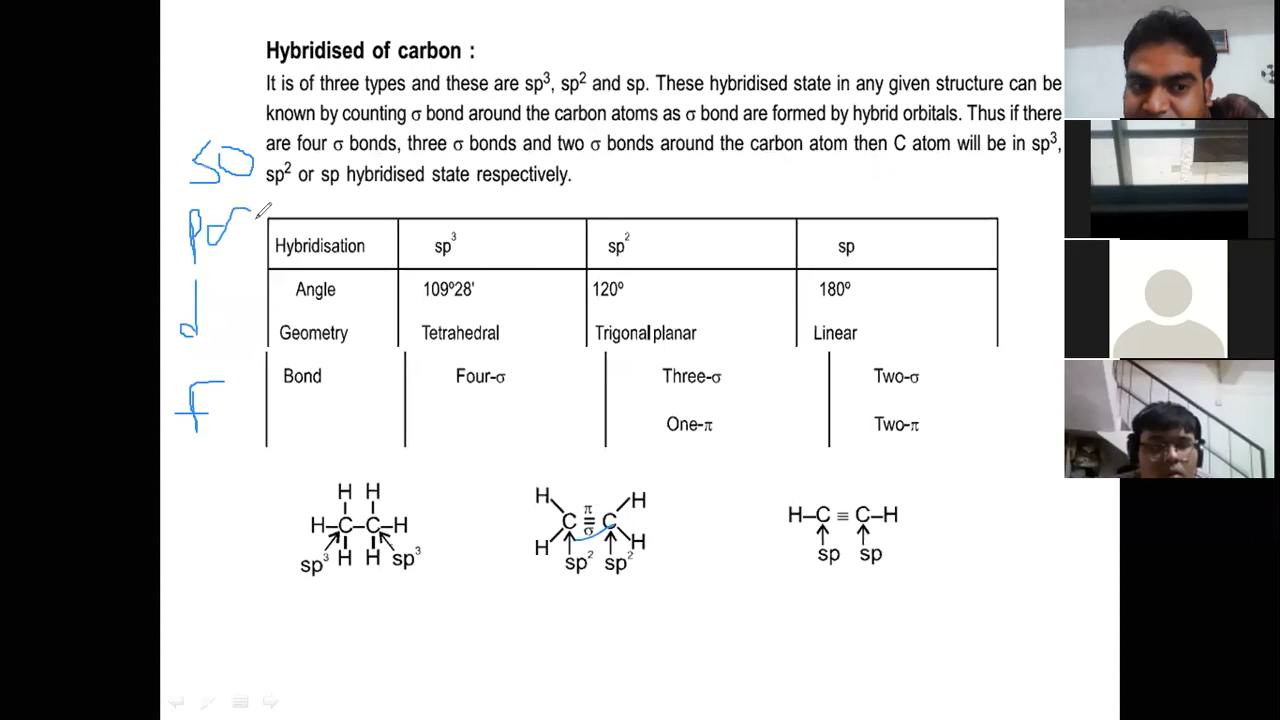 Hybridised of carbon :
It is of three types and these are sp³, sp² and sp. These hybridised state in any given structure can be
known by counting σ bond around the carbon atoms as σ bond are formed by hybrid orbitals. Thus if there
are four σ bonds, three σ bonds and two σ bonds around the carbon atom then C atom will be in sp³,
sp² or sp hybridised state respectively.
Hybridisation sp³ sp² sp
Angle 109º28' 120º 180º
Geometry Tetrahedral Trigonal planar Linear
Bond Four-σ Three-σ Two-σ
One-π Two-π
s
p
d
f
H H
H–C–C–H
H H
sp³ sp³
H H
C π σ C
H H
sp² sp²
H–C≡C–H
sp sp